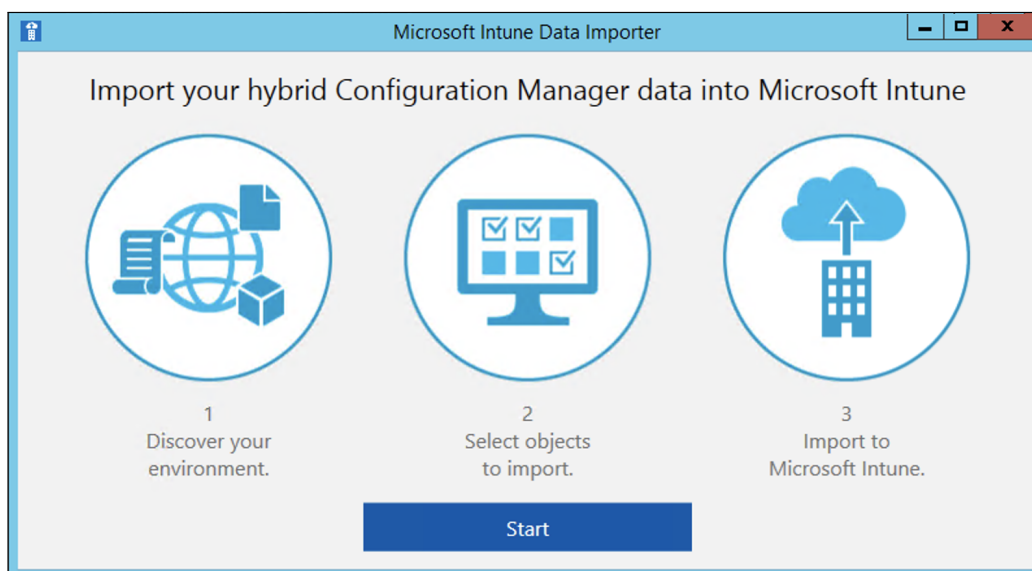 Microsoft Intune Data Importer
Import your hybrid Configuration Manager data into Microsoft Intune
1
Discover your
environment.
2
Select objects
to import.
3
Import to
Microsoft Intune.
Start